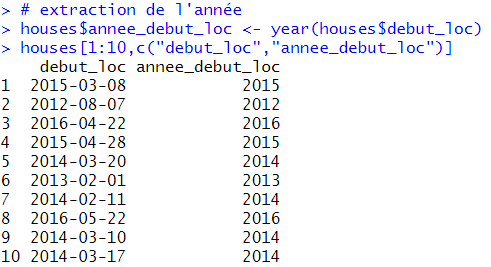 > # extraction de l'année
> houses$annee_debut_loc <- year(houses$debut_loc)
> houses[1:10,c("debut_loc","annee_debut_loc")]
debut_loc annee_debut_loc
1 2015-03-08 2015
2 2012-08-07 2012
3 2016-04-22 2016
4 2015-04-28 2015
5 2014-03-20 2014
6 2013-02-01 2013
7 2014-02-11 2014
8 2016-05-22 2016
9 2014-03-10 2014
10 2014-03-17 2014